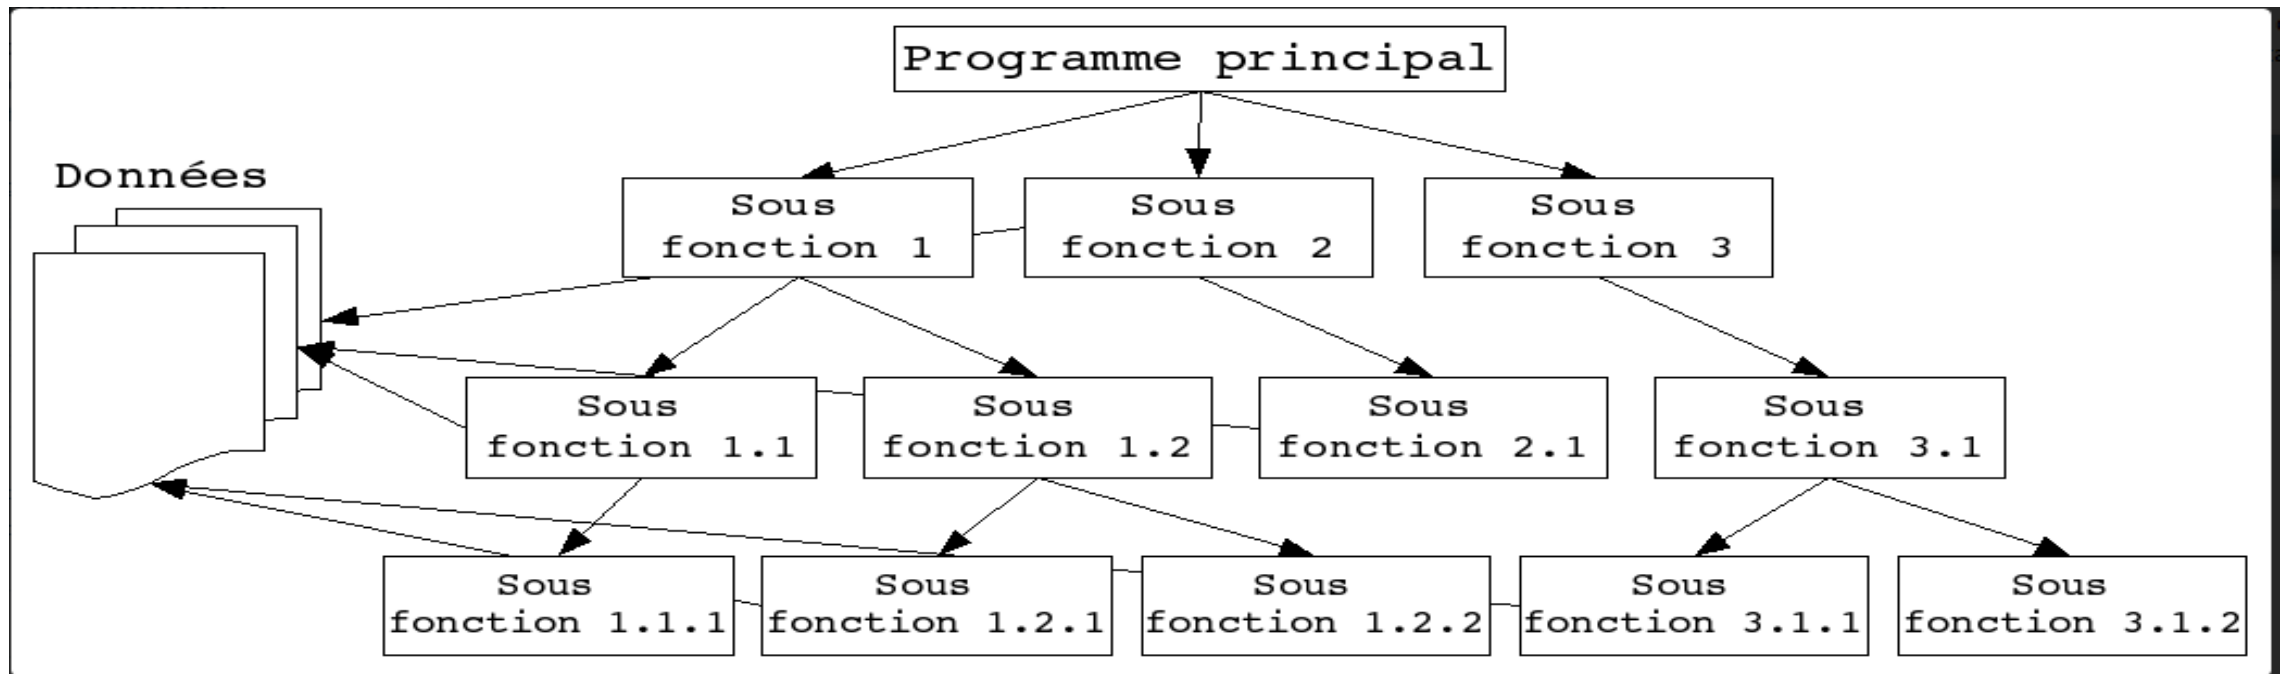 Programme principal
Données
Sous
fonction 1
Sous
fonction 2
Sous
fonction 3
Sous
fonction 1.1
Sous
fonction 1.2
Sous
fonction 2.1
Sous
fonction 3.1
Sous
fonction 1.1.1
Sous
fonction 1.2.1
Sous
fonction 1.2.2
Sous
fonction 3.1.1
Sous
fonction 3.1.2